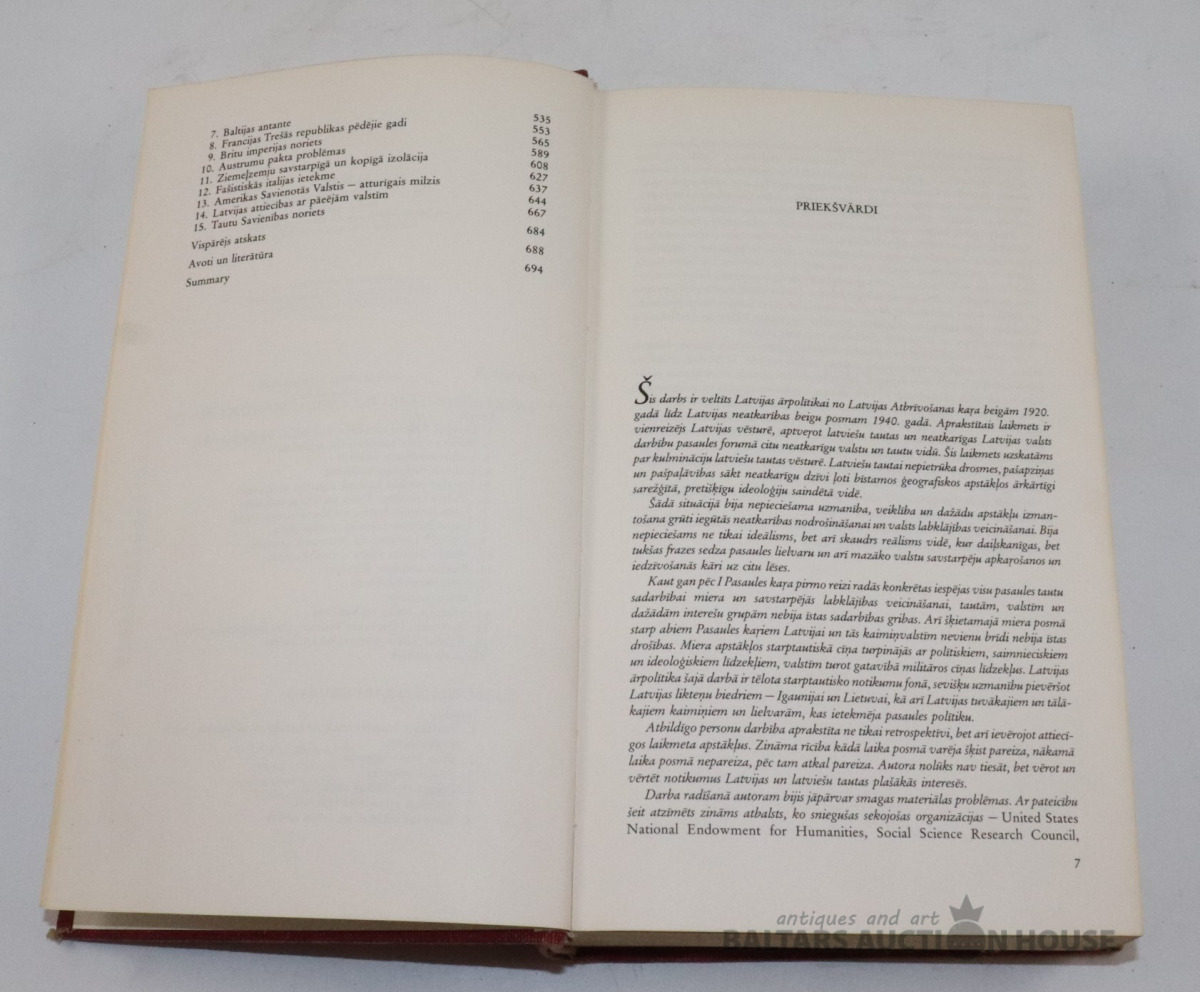 7. Baltijas antante 535
8. Francijas Trešās republikas pēdējie gadi 553
9. Britu imperijas noriets 565
10. Austrumu pakta problēmas 589
11. Ziemeļzemju savstarpīgā un kopīgā izolācija 608
12. Fašistiskās italijas ietekme 627
13. Amerikas Savienotās Valstis — atturīgais milzis 637
14. Latvijas attiecības ar pāeējām valstīm 644
15. Tautu Savienības noriets 667
Vispārējs atskats 684
Avoti un literātūra 688
Summary 694
PRIEKŠVĀRDI
Šis darbs ir veltīts Latvijas ārpolītikai no Latvijas Atbrīvošanas kaŗa beigām 1920.
gadā līdz Latvijas neatkarības beigu posmam 1940. gadā. Aprakstītais laikmets ir
vienreizējs Latvijas vēsturē, aptveŗot latviešu tautas un neatkarīgas Latvijas valsts
darbību pasaules forumā citu neatkarīgu valstu un tautu vidū. Šis laikmets uzskatāms
par kulmināciju latviešu tautas vēsturē. Latviešu tautai nepietrūka drosmes, pašapziņas
un pašpaļāvības sākt neatkarīgu dzīvi ļoti bīstamos ģeografiskos apstākļos ārkārtīgi
sarežģītā, pretišķīgu ideoloģiju saindētā vidē.
Šādā situācijā bija nepieciešama uzmanība, veiklība un dažādu apstākļu izman-
tošana grūti iegūtās neatkarības nodrošināšanai un valsts labklājības veicināšanai. Bija
nepieciešams ne tikai ideālisms, bet arī skaudrs reālisms vidē, kur daiļskanīgas, bet
tukšas frazes sedza pasaules lielvaru un arī mazāko valstu savstarpēju apkaŗošanos un
iedzīvošanās kāri uz citu lēses.
Kaut gan pēc I Pasaules kaŗa pirmo reizi radās konkrētas iespējas visu pasaules tautu
sadarbībai miera un savstarpējās labklājības veicināšanai, tautām, valstīm un
dažādām interešu grupām nebija īstas sadarbības gribas. Arī šķietamajā miera posmā
starp abiem Pasaules kaŗiem Latvijai un tās kaimiņvalstīm nevienu brīdi nebija īstas
drošības. Miera apstākļos starptautiskā cīņa turpinājās ar polītiskiem, saimnieciskiem
un ideoloģiskiem līdzekļiem, valstīm turot gatavībā militāros cīņas līdzekļus. Latvijas
ārpolītika šajā darbā ir tēlota starptautisko notikumu fonā, sevišķu uzmanību pievēršot
Latvijas likteņu biedriem — Igaunijai un Lietuvai, kā arī Latvijas tuvākajiem un tālā-
kajiem kaimiņiem un lielvarām, kas ietekmēja pasaules polītiku.
Atbildīgo personu darbība aprakstīta ne tikai retrospektīvi, bet arī ievērojot attiecī-
gos laikmeta apstākļus. Zināma rīcība kādā laika posmā varēja šķist pareiza, nākamā
laika posmā nepareiza, pēc tam atkal pareiza. Autora nolūks nav tiesāt, bet vērot un
vērtēt notikumus Latvijas un latviešu tautas plašākās interesēs.
Darba radīšanā autoram bijis jāpārvar smagas materiālas problēmas. Ar pateicību
šeit atzīmēts zināms atbalsts, ko sniegušas sekojošas organizācijas — United States
National Endowment for Humanities, Social Science Research Council,
7
antiques and art
BALTARS AUCTION HOUSE